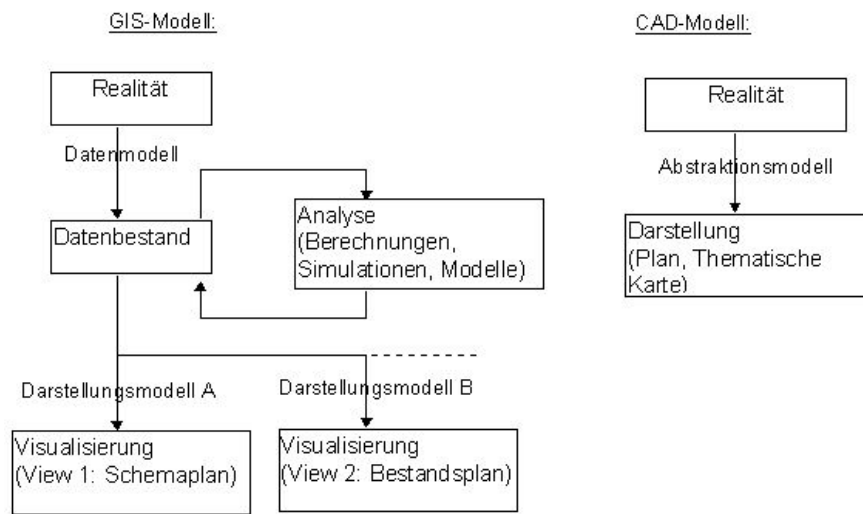 GIS-Modell:
Realität
Datenmodell
Datenbestand
Analyse
(Berechnungen,
Simulationen, Modelle)
Darstellungsmodell A
Darstellungsmodell B
Visualisierung
(View 1: Schemaplan)
Visualisierung
(View 2: Bestandsplan)
CAD-Modell:
Realität
Abstraktionsmodell
Darstellung
(Plan, Thematische
Karte)